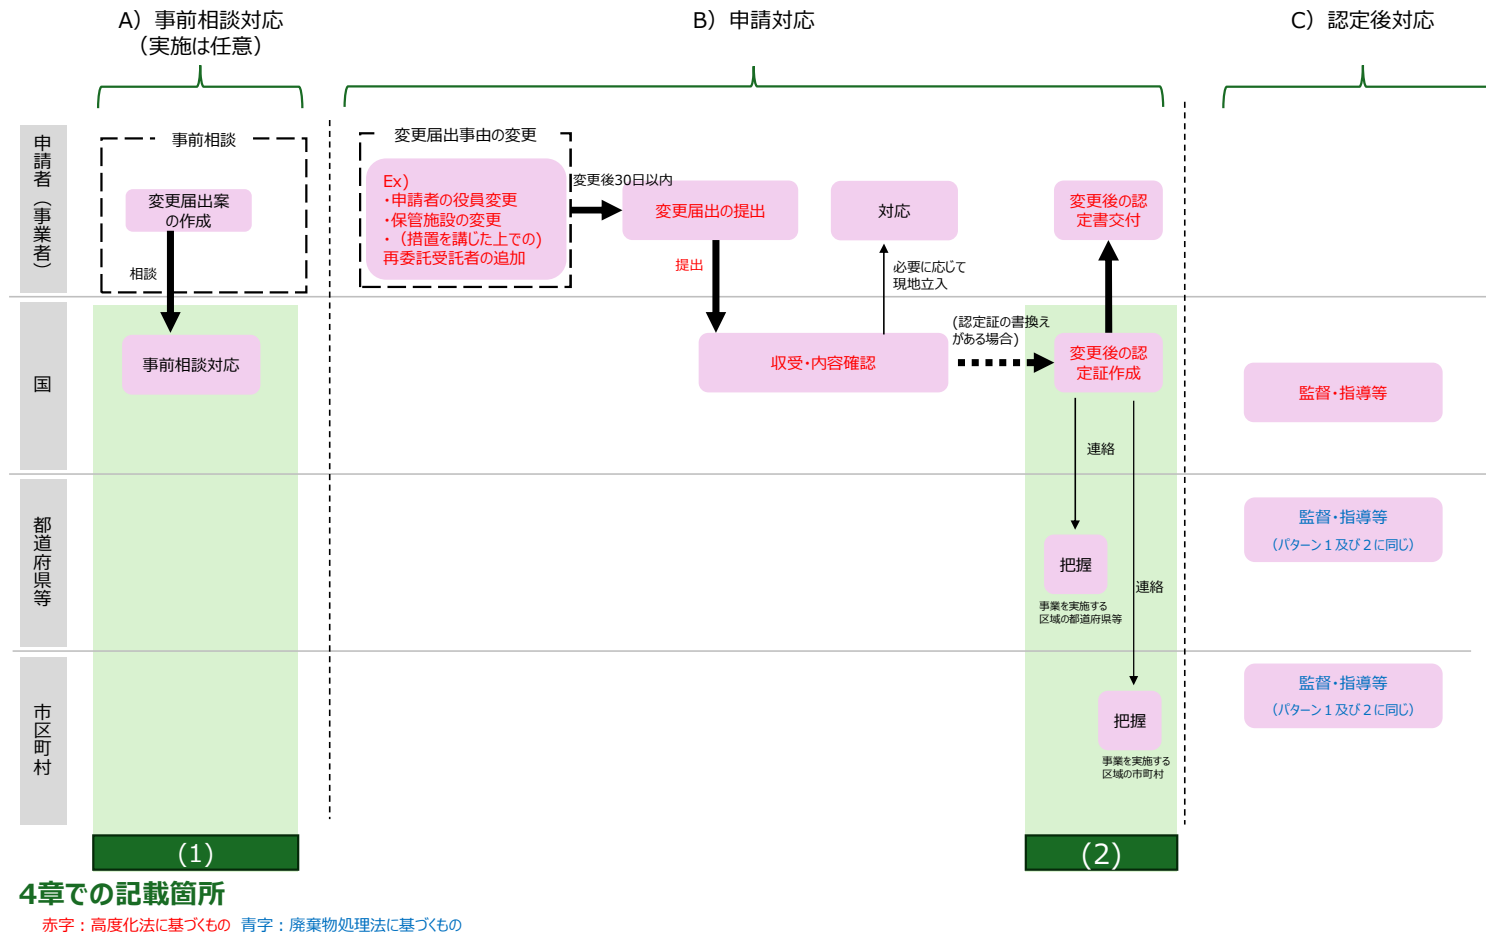 A）事前相談対応
（実施は任意）
B）申請対応
C）認定後対応
申請者（事業者）
事前相談
変更届出案
の作成
相談
変更届出事由の変更
Ex)
・申請者の役員変更
・保管施設の変更
・（措置を講じた上での)
再委託受託者の追加
変更後30日以内
変更届出の提出
提出
対応
必要に応じて
現地立入
変更後の認
定書交付
国
事前相談対応
収受・内容確認
(認定証の書換え
がある場合)
変更後の認
定証作成
監督・指導等
連絡
連絡
都道府県等
把握
事業を実施する
区域の都道府県等
監督・指導等
（パターン１及び２に同じ）
市区町村
把握
事業を実施する
区域の市町村
監督・指導等
（パターン１及び２に同じ）
(1)
(2)
4章での記載箇所
赤字：高度化法に基づくもの 青字：廃棄物処理法に基づくもの